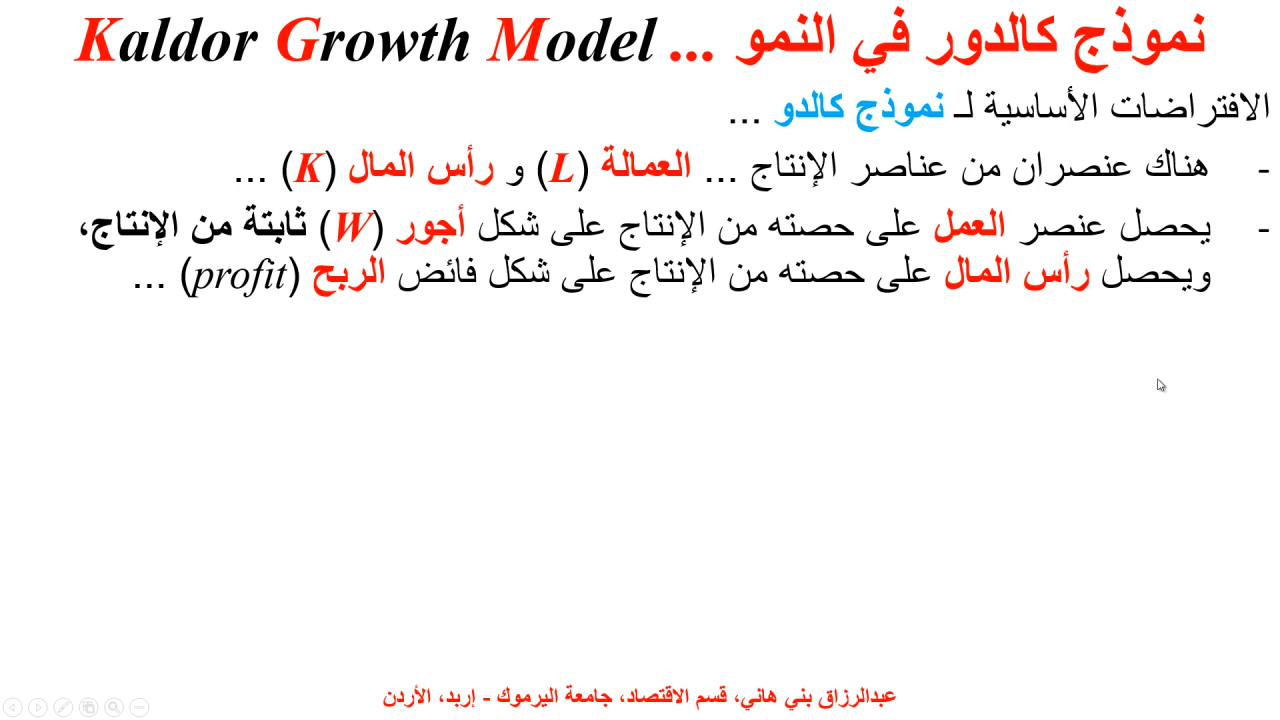 نموذج كالدور في النمو ... Kaldor Growth Model
الافتراضات الأساسية لـ نموذج كالدو ...
- هناك عنصران من عناصر الإنتاج ... العمالة (L) و رأس المال (K) ...
- يحصل عنصر العمل على حصته من الإنتاج على شكل أجور (W) ثابتة من الإنتاج،
ويحصل رأس المال على حصته من الإنتاج على شكل فائض الربح (profit) ...
عبدالرزاق بني هاني، قسم الاقتصاد، جامعة اليرموك - إربد، الأردن